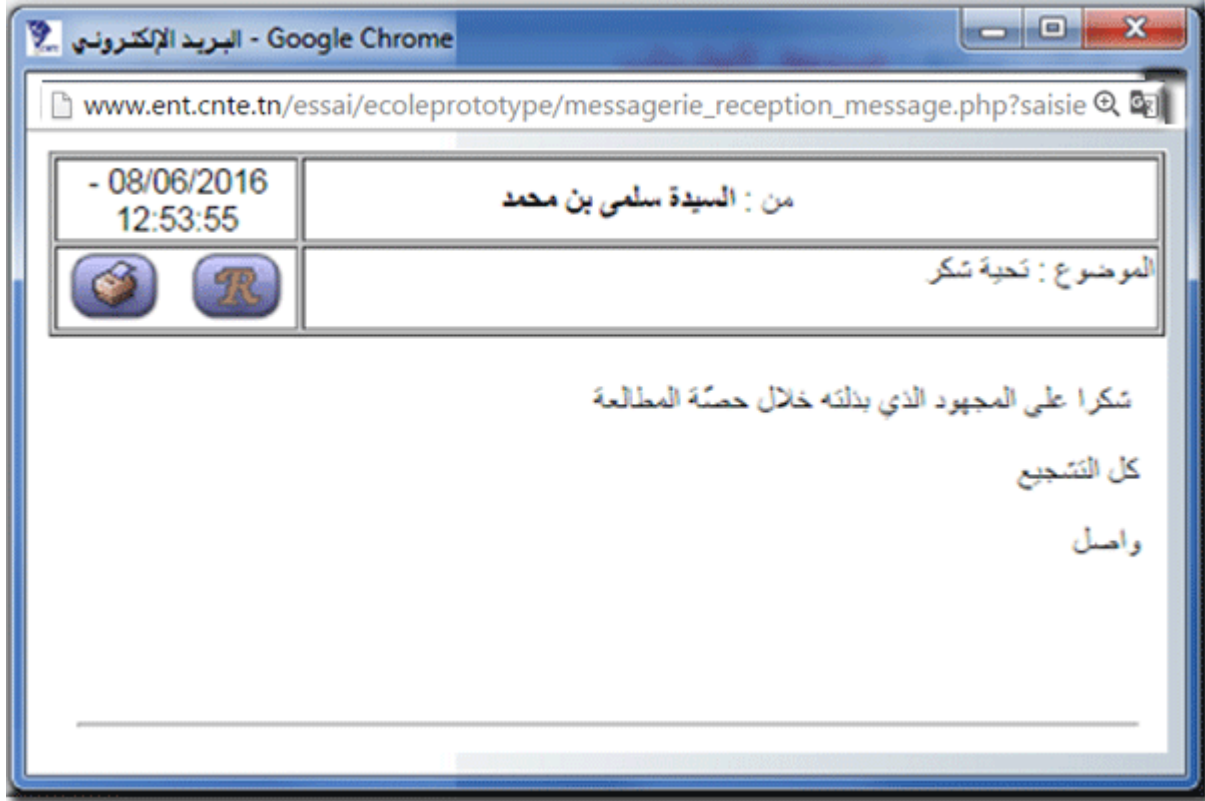 البريد الإلكتروني - Google Chrome
www.ent.cnte.tn/essai/ecoleprototype/messagerie_reception_message.php?saisie
من : السيدة سلمى بن محمد
08/06/2016 -
12:53:55
الموضوع : تحية شكر
R
شكرا على المجهود الذي بذلته خلال حصّة المطالعة
كل التشجيع
واصل